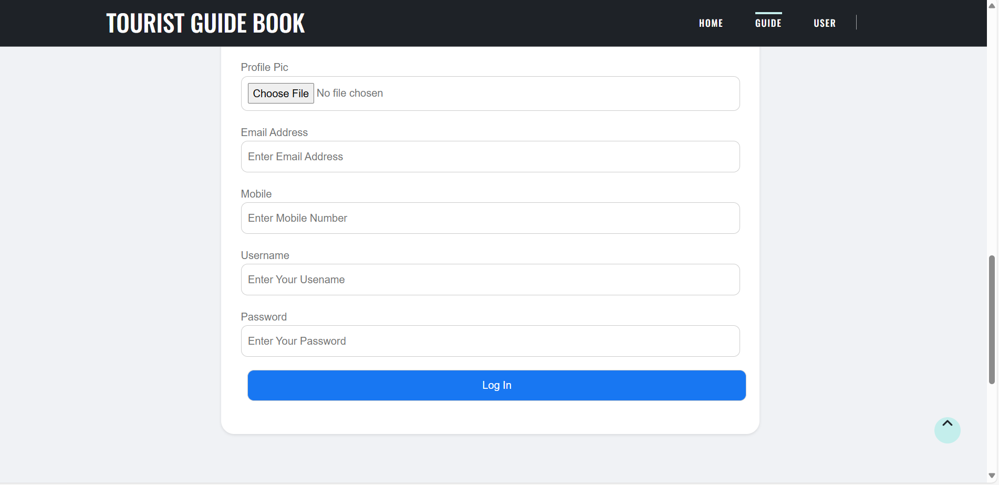 TOURIST GUIDE BOOK
HOME GUIDE USER
Profile Pic
Choose File No file chosen
Email Address
Enter Email Address
Mobile
Enter Mobile Number
Username
Enter Your Usename
Password
Enter Your Password
Log In